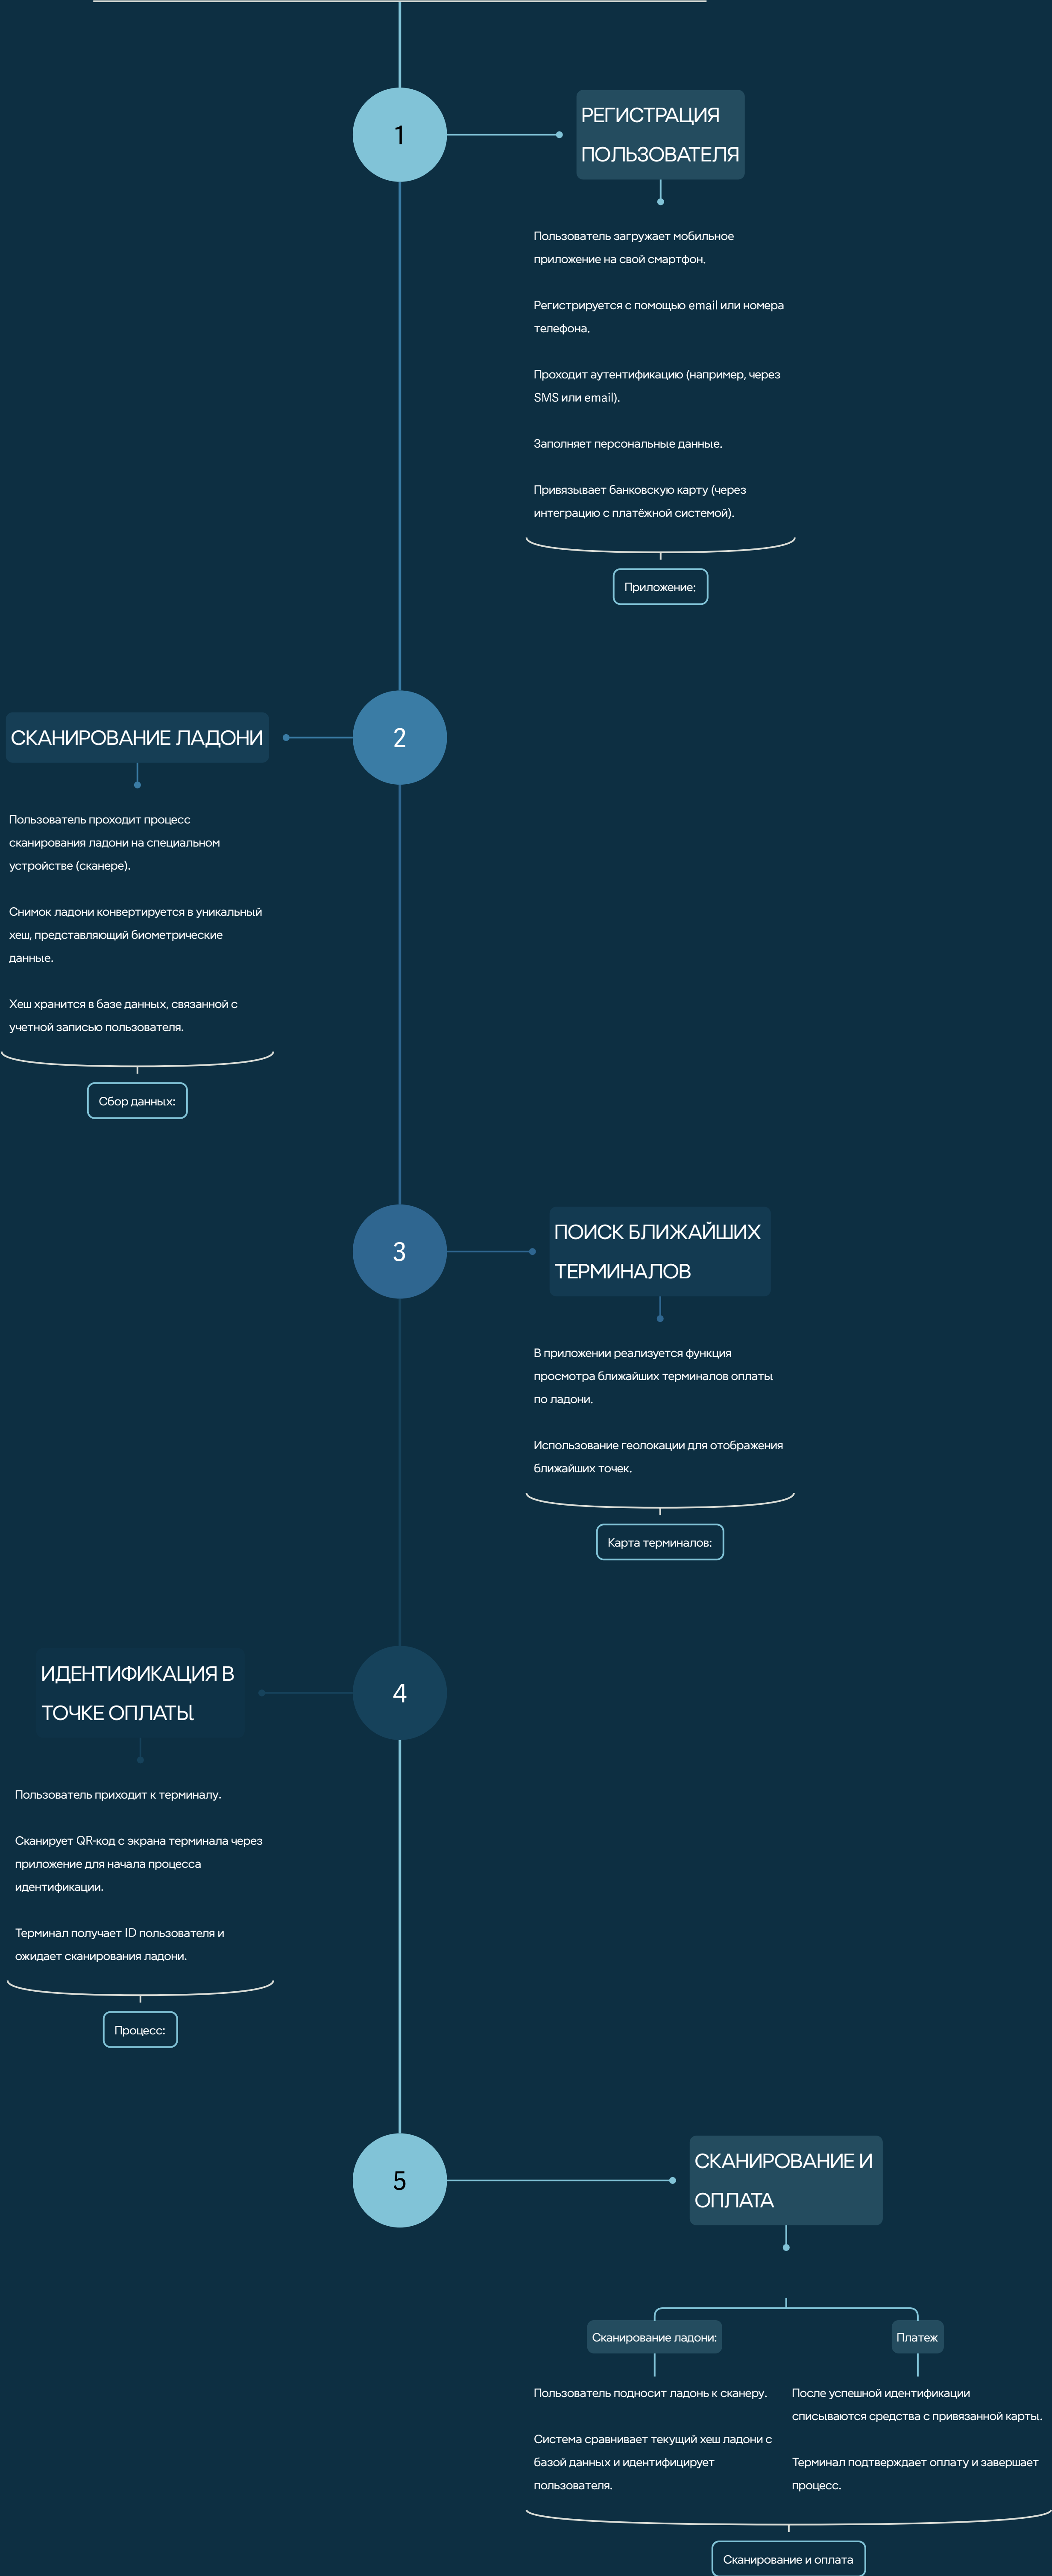 1
РЕГИСТРАЦИЯ
ПОЛЬЗОВАТЕЛЯ
Пользователь загружает мобильное
приложение на свой смартфон.
Регистрируется с помощью email или номера
телефона.
Проходит аутентификацию (например, через
SMS или email).
Заполняет персональные данные.
Привязывает банковскую карту (через
интеграцию с платёжной системой).
Приложение:
2
СКАНИРОВАНИЕ ЛАДОНИ
Пользователь проходит процесс
сканирования ладони на специальном
устройстве (сканере).
Снимок ладони конвертируется в уникальный
хеш, представляющий биометрические
данные.
Хеш хранится в базе данных, связанной с
учетной записью пользователя.
Сбор данных:
3
ПОИСК БЛИЖАЙШИХ
ТЕРМИНАЛОВ
В приложении реализуется функция
просмотра ближайших терминалов оплаты
по ладони.
Использование геолокации для отображения
ближайших точек.
Карта терминалов:
4
ИДЕНТИФИКАЦИЯ В
ТОЧКЕ ОПЛАТЫ
Пользователь приходит к терминалу.
Сканирует QR-код с экрана терминала через
приложение для начала процесса
идентификации.
Терминал получает ID пользователя и
ожидает сканирования ладони.
Процесс:
5
СКАНИРОВАНИЕ И
ОПЛАТА
Сканирование ладони:
Пользователь подносит ладонь к сканеру.
Система сравнивает текущий хеш ладони с
базой данных и идентифицирует
пользователя.
Платеж
После успешной идентификации
списываются средства с привязанной карты.
Терминал подтверждает оплату и завершает
процесс.
Сканирование и оплата